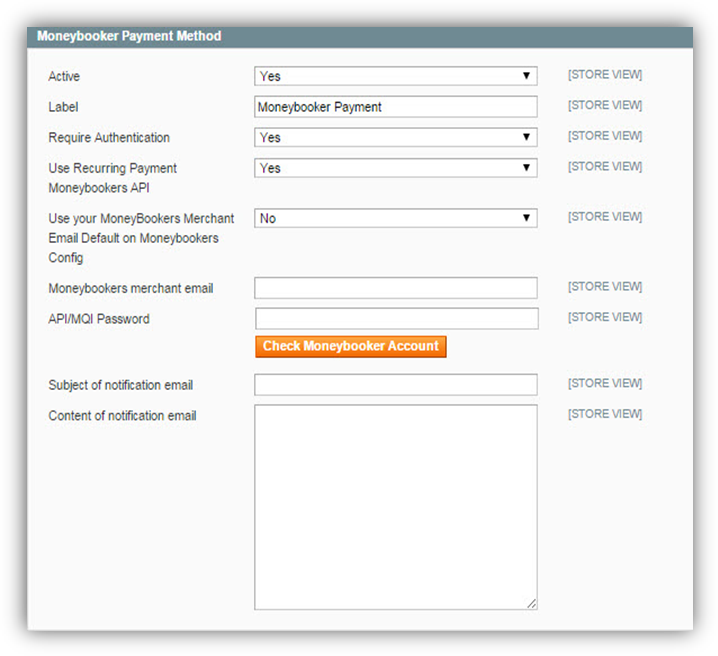 Moneybooker Payment Method
Active Yes [STORE VIEW]
Label Moneybooker Payment [STORE VIEW]
Require Authentication Yes [STORE VIEW]
Use Recurring Payment Yes [STORE VIEW]
Moneybookers API
Use your MoneyBookers Merchant No [STORE VIEW]
Email Default on Moneybookers
Config
Moneybookers merchant email [STORE VIEW]
API/MQI Password [STORE VIEW]
Check Moneybooker Account
Subject of notification email [STORE VIEW]
Content of notification email [STORE VIEW]